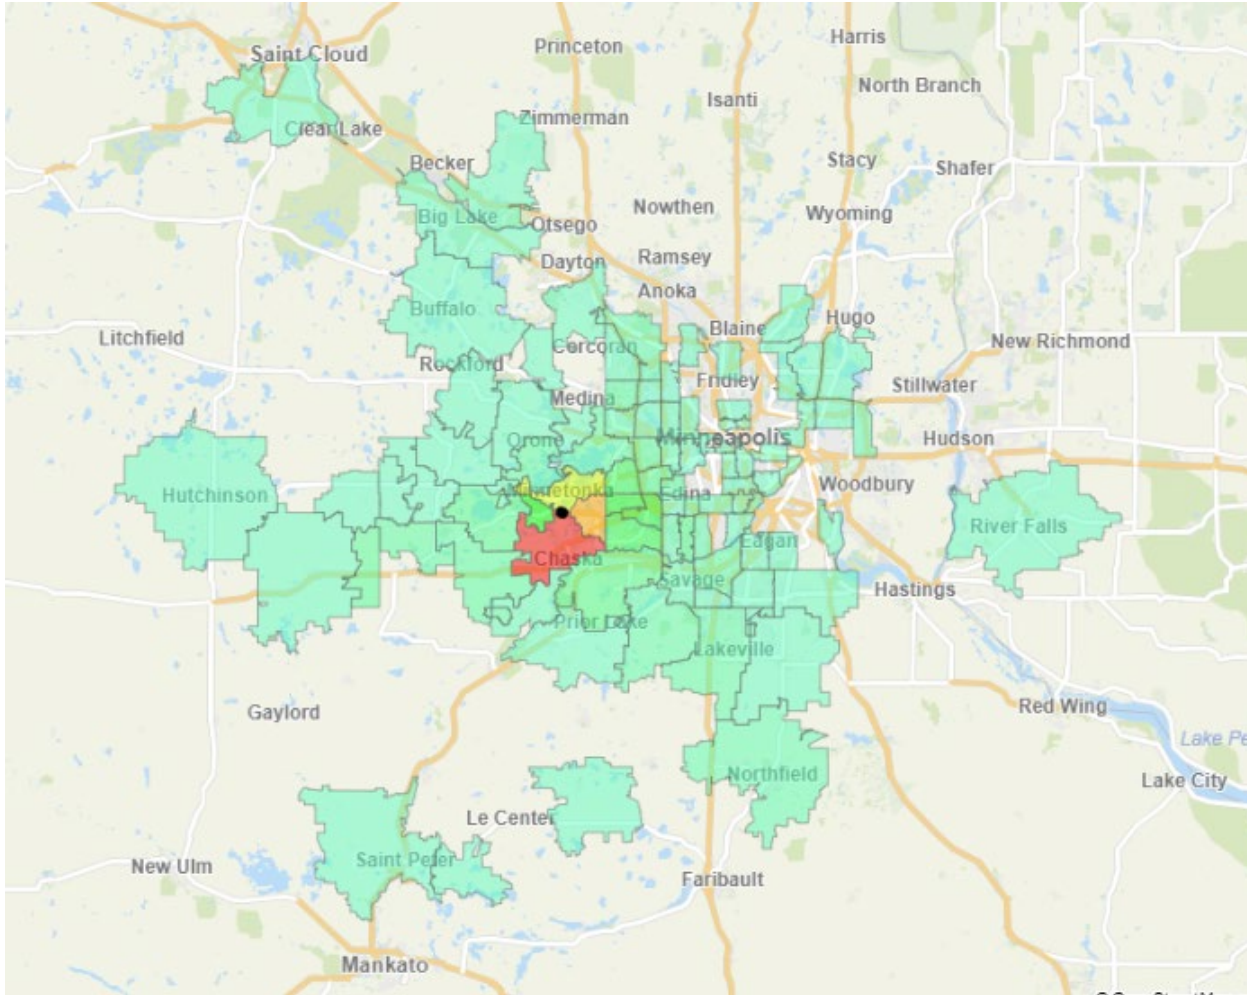 Harris
Princeton
Saint Cloud
North Branch
Isanti
Zimmerman
Clear Lake
Becker
Stacy
Shafer
Nowthen
Wyoming
Big Lake
Otsego
Dayton
Ramsey
Anoka
Buffalo
Blaine
Hugo
Litchfield
Corcoran
New Richmond
Rockford
Fridley
Stillwater
Medina
Orono
Minneapolis
Hudson
Hutchinson
Minnetonka
Edina
Woodbury
River Falls
Eagan
Chaska
Savage
Hastings
Prior Lake
Lakeville
Gaylord
Red Wing
Lake Pe
Northfield
Lake City
Le Center
Saint Peter
New Ulm
Faribault
Mankato